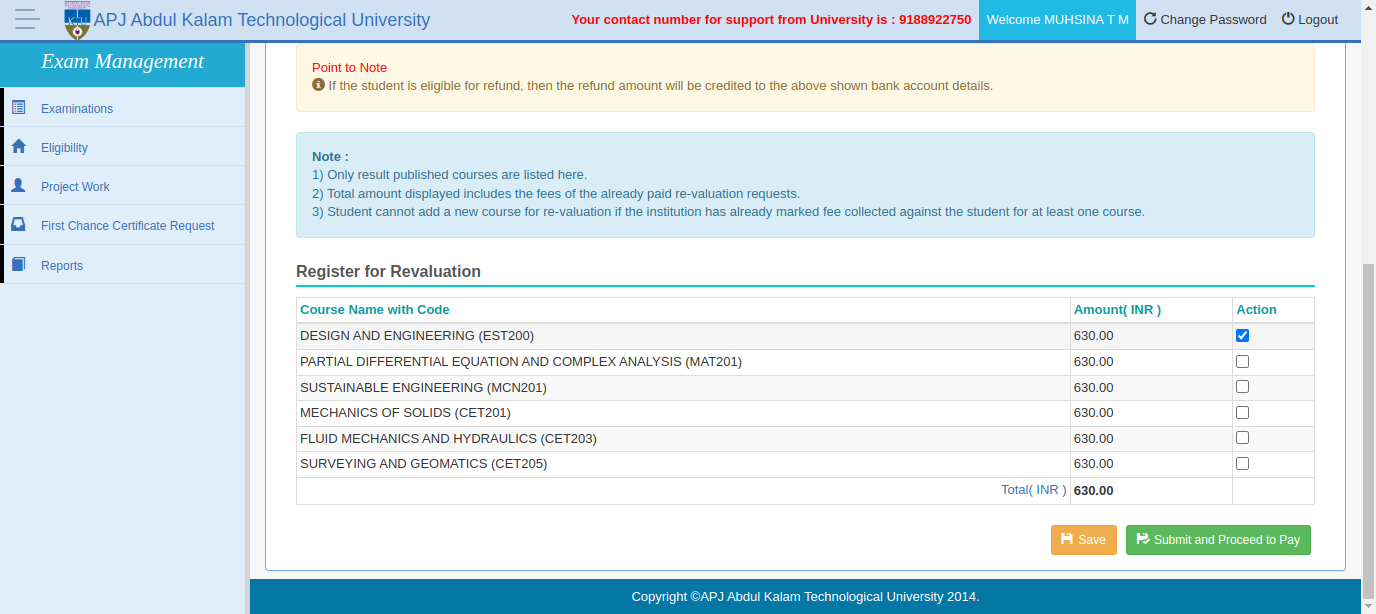 APJ Abdul Kalam Technological University
Your contact number for support from University is : 9188922750
Welcome MUHSINA T M
Change Password
Logout
Exam Management
Examinations
Eligibility
Project Work
First Chance Certificate Request
Reports
Point to Note
If the student is eligible for refund, then the refund amount will be credited to the above shown bank account details.
Note :
1) Only result published courses are listed here.
2) Total amount displayed includes the fees of the already paid re-valuation requests.
3) Student cannot add a new course for re-valuation if the institution has already marked fee collected against the student for at least one course.
Register for Revaluation
Course Name with Code Amount( INR ) Action
DESIGN AND ENGINEERING (EST200) 630.00
PARTIAL DIFFERENTIAL EQUATION AND COMPLEX ANALYSIS (MAT201) 630.00
SUSTAINABLE ENGINEERING (MCN201) 630.00
MECHANICS OF SOLIDS (CET201) 630.00
FLUID MECHANICS AND HYDRAULICS (CET203) 630.00
SURVEYING AND GEOMATICS (CET205) 630.00
Total( INR ) 630.00
Save
Submit and Proceed to Pay
Copyright ©APJ Abdul Kalam Technological University 2014.